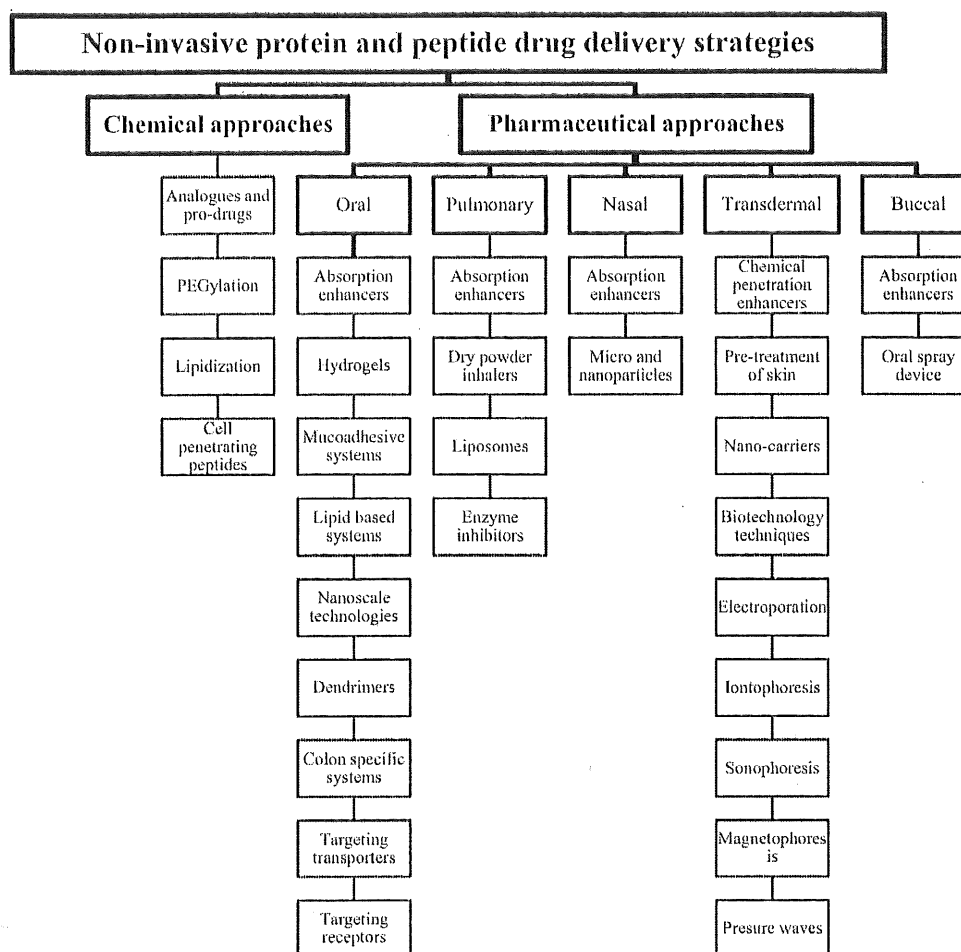 Non-invasive protein and peptide drug delivery strategies
Chemical approaches
Pharmaceutical approaches
Analogues and
pro-drugs
PEGylation
Lipidization
Cell
penetrating
peptides
Oral
Absorption
enhancers
Hydrogels
Mucoadhesive
systems
Lipid based
systems
Nanoscale
technologies
Dendrimers
Colon specific
systems
Targeting
transporters
Targeting
receptors
Pulmonary
Absorption
enhancers
Dry powder
inhalers
Liposomes
Enzyme
inhibitors
Nasal
Absorption
enhancers
Micro and
nanoparticles
Transdermal
Chemical
penetration
enhancers
Pre-treatment
of skin
Nano-carriers
Biotechnology
techniques
Electroporation
Iontophoresis
Sonophoresis
Magnetophores
is
Presure waves
Buccal
Absorption
enhancers
Oral spray
device